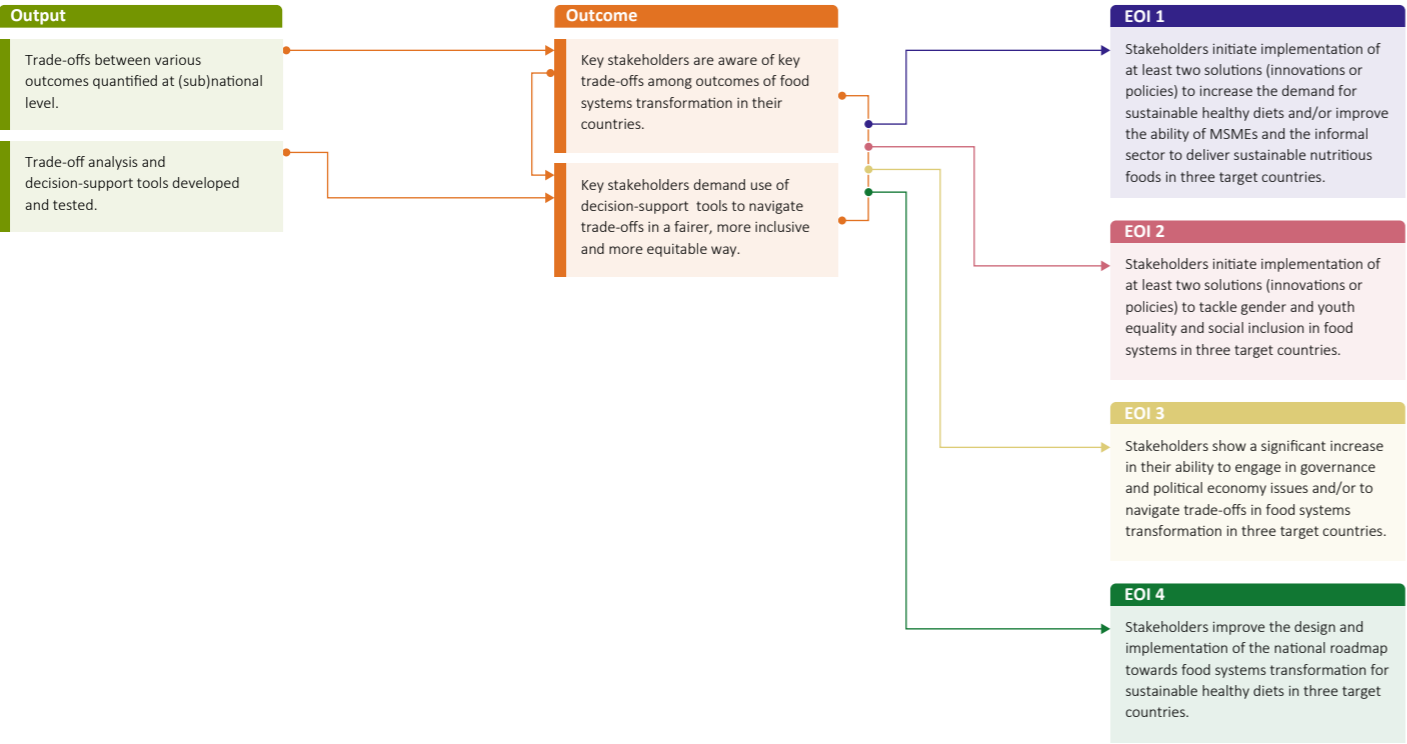 Output
Trade-offs between various
outcomes quantified at (sub)national
level.
Trade-off analysis and
decision-support tools developed
and tested.
Outcome
Key stakeholders are aware of key
trade-offs among outcomes of food
systems transformation in their
countries.
Key stakeholders demand use of
decision-support tools to navigate
trade-offs in a fairer, more inclusive
and more equitable way.
EOI 1
Stakeholders initiate implementation of
at least two solutions (innovations or
policies) to increase the demand for
sustainable healthy diets and/or improve
the ability of MSMEs and the informal
sector to deliver sustainable nutritious
foods in three target countries.
EOI 2
Stakeholders initiate implementation of
at least two solutions (innovations or
policies) to tackle gender and youth
equality and social inclusion in food
systems in three target countries.
EOI 3
Stakeholders show a significant increase
in their ability to engage in governance
and political economy issues and/or to
navigate trade-offs in food systems
transformation in three target countries.
EOI 4
Stakeholders improve the design and
implementation of the national roadmap
towards food systems transformation for
sustainable healthy diets in three target
countries.